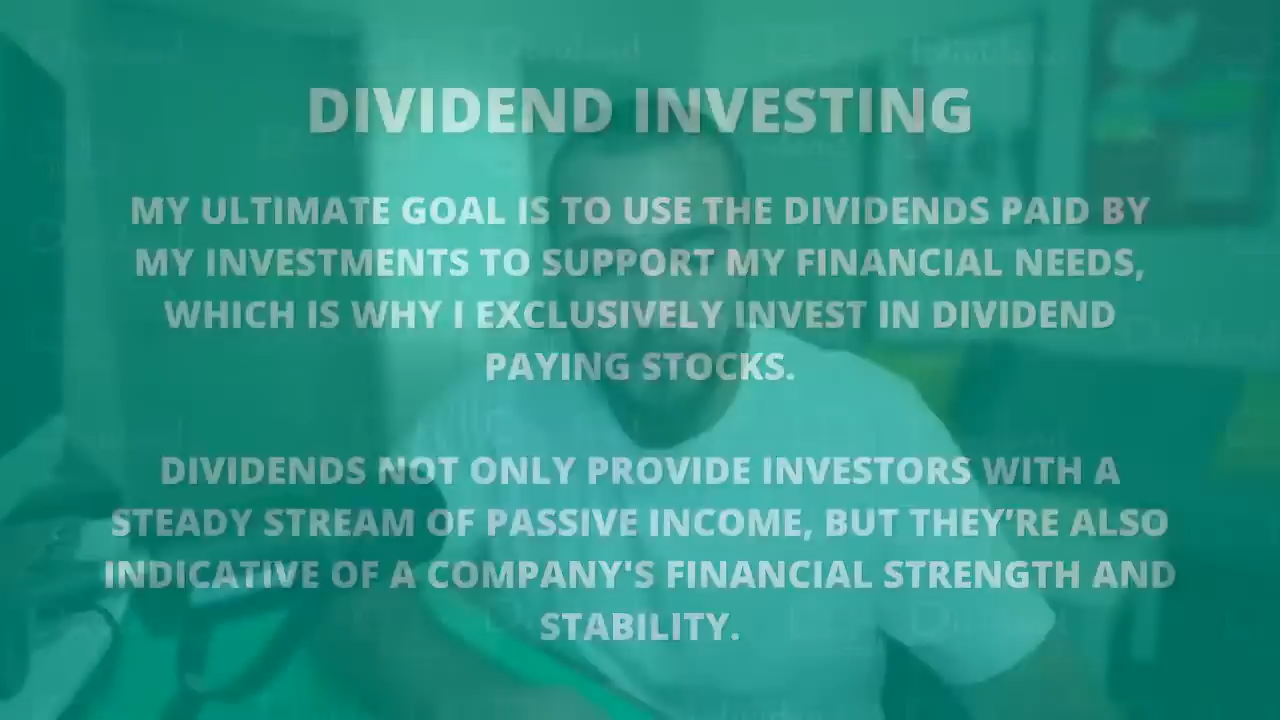 DIVIDEND INVESTING
MY ULTIMATE GOAL IS TO USE THE DIVIDENDS PAID BY
MY INVESTMENTS TO SUPPORT MY FINANCIAL NEEDS,
WHICH IS WHY I EXCLUSIVELY INVEST IN DIVIDEND
PAYING STOCKS.
DIVIDENDS NOT ONLY PROVIDE INVESTORS WITH A
STEADY STREAM OF PASSIVE INCOME, BUT THEY’RE ALSO
INDICATIVE OF A COMPANY'S FINANCIAL STRENGTH AND
STABILITY.